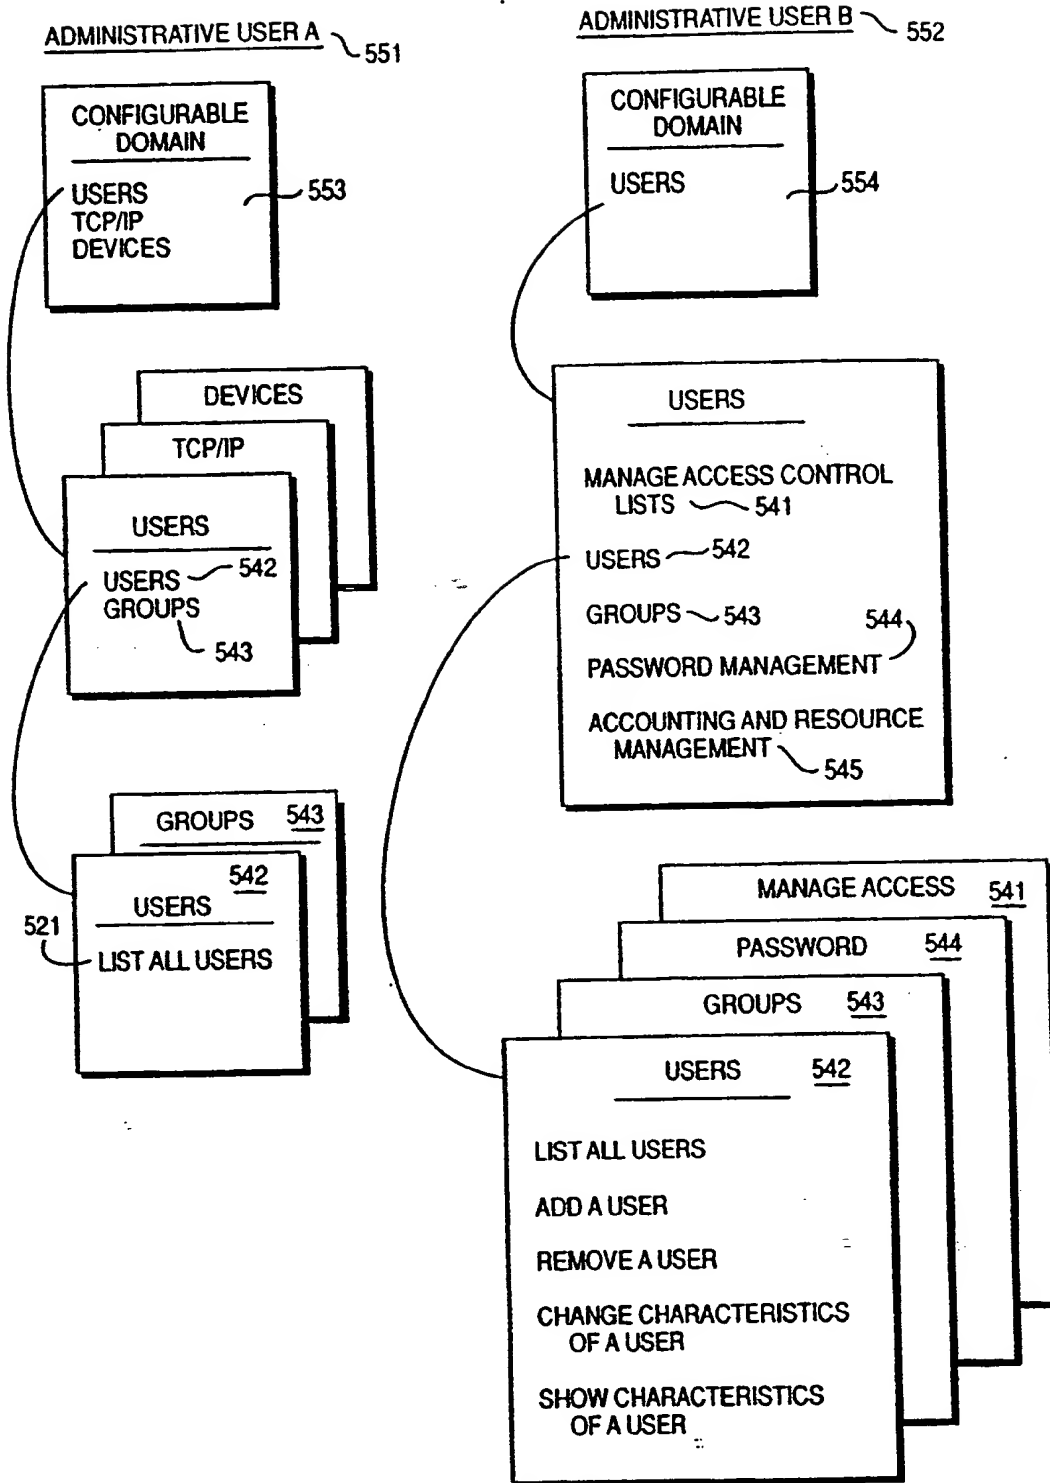 ADMINISTRATIVE USER A 551
CONFIGURABLE
DOMAIN
USERS
553
TCP/IP
DEVICES
DEVICES
TCP/IP
USERS
USERS 542
GROUPS
543
GROUPS 543
542
USERS
521
LIST ALL USERS
ADMINISTRATIVE USER B 552
CONFIGURABLE
DOMAIN
USERS
554
USERS
MANAGE ACCESS CONTROL
LISTS 541
USERS 542
GROUPS 543
544
PASSWORD MANAGEMENT
ACCOUNTING AND RESOURCE
MANAGEMENT 545
MANAGE ACCESS 541
PASSWORD 544
GROUPS 543
USERS 542
LIST ALL USERS
ADD A USER
REMOVE A USER
CHANGE CHARACTERISTICS
OF A USER
SHOW CHARACTERISTICS
OF A USER